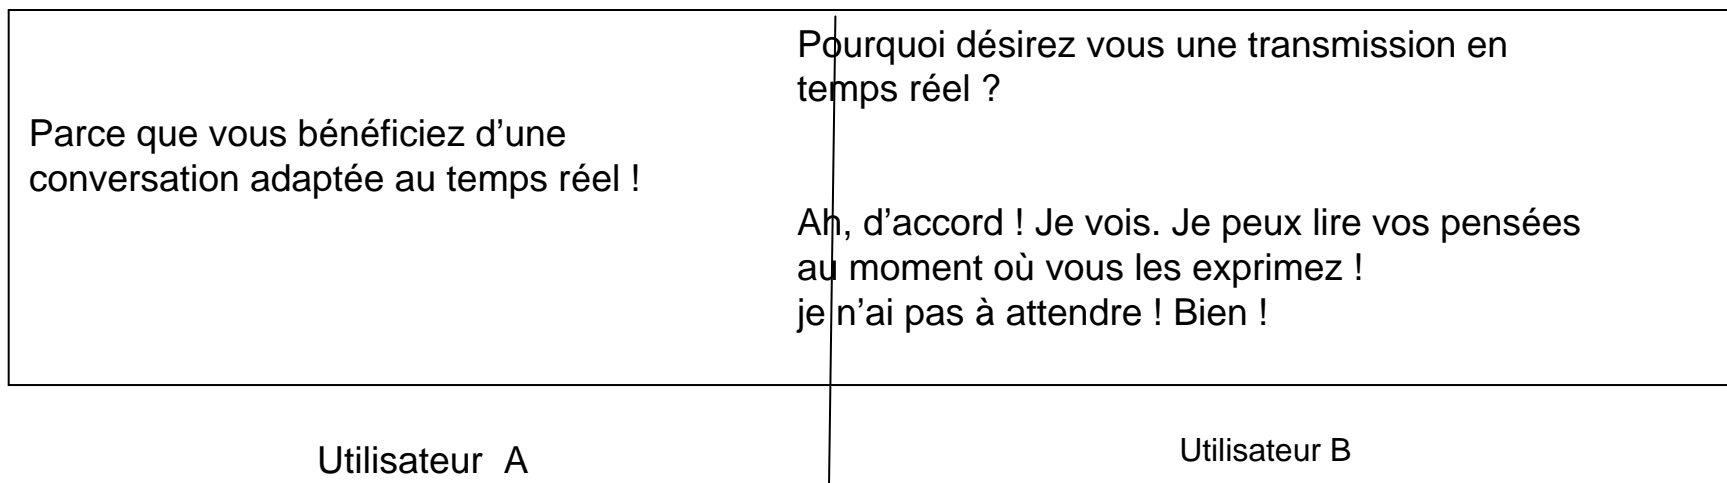 Pourquoi désirez vous une transmission en
temps réel ?
Parce que vous bénéficiez d’une
conversation adaptée au temps réel !
Ah, d’accord ! Je vois. Je peux lire vos pensées
au moment où vous les exprimez !
je n’ai pas à attendre ! Bien !
Utilisateur A
Utilisateur B